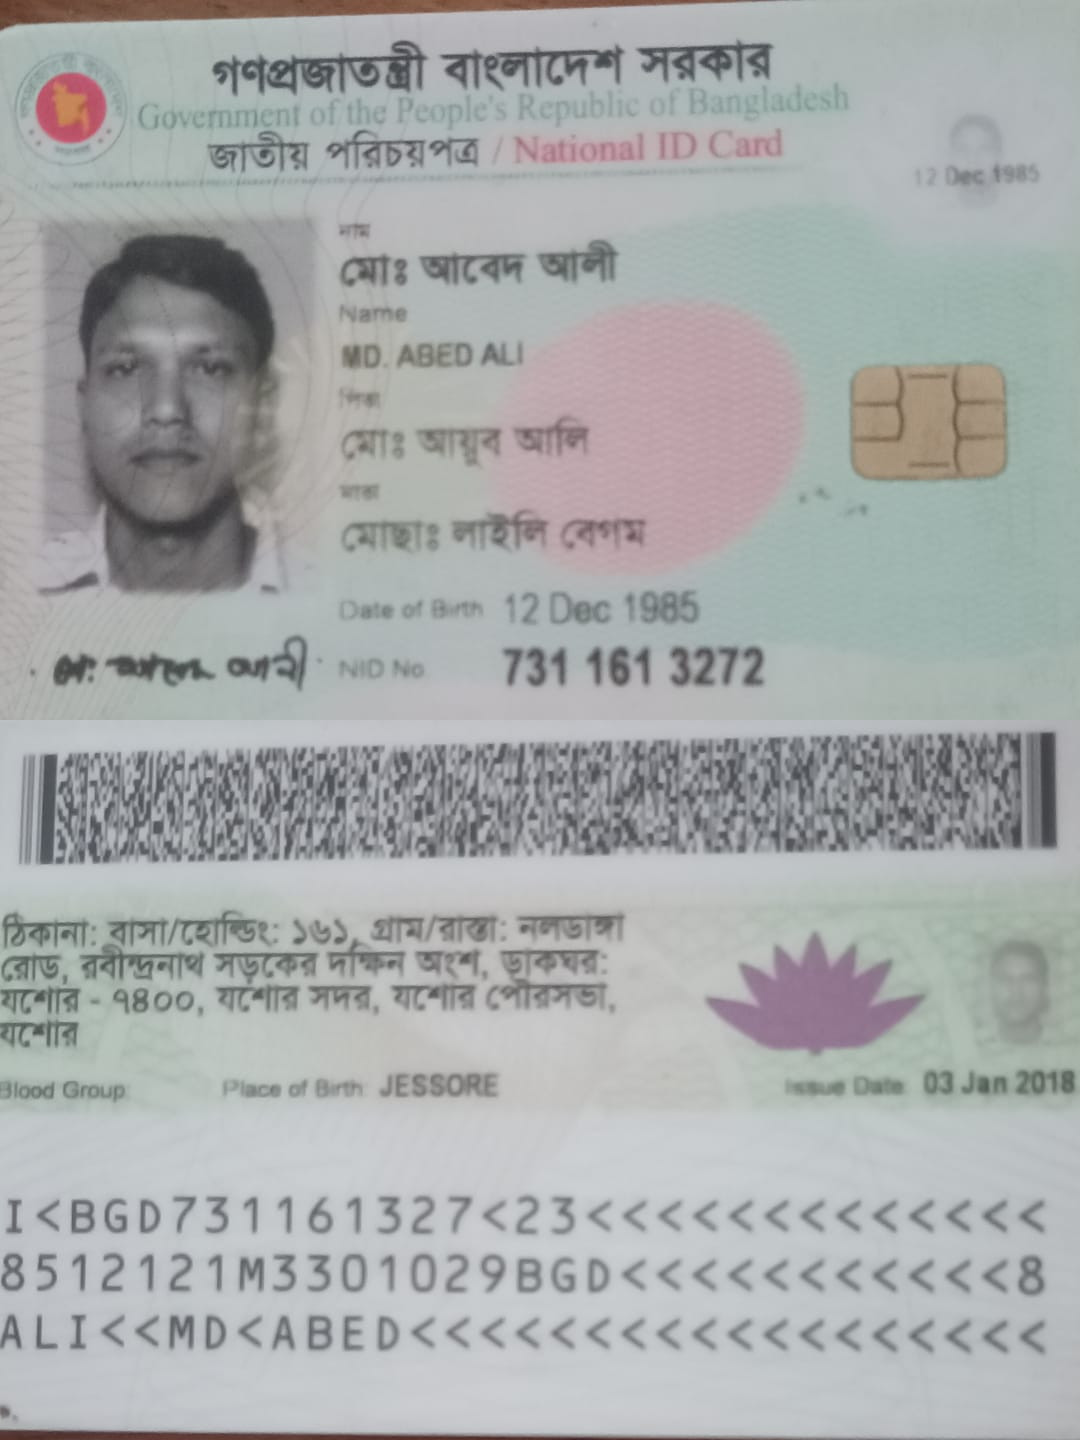 গণপ্রজাতন্ত্রী বাংলাদেশ সরকার
Government of the People's Republic of Bangladesh
জাতীয় পরিচয়পত্র / National ID Card
12 Dec 1985
নাম
মোঃ আবেদ আলী
Name
MD. ABED ALI
পিতা
মোঃ আয়ুব আলি
মাতা
মোছাঃ লাইলি বেগম
Date of Birth 12 Dec 1985
NID No. 731 161 3272
ঠিকানা: বাসা/হোল্ডিং: ১৬১, গ্রাম/রাস্তা: নলডাঙ্গা
রোড, রবীন্দ্রনাথ সড়কের দক্ষিন অংশ, ডাকঘর:
যশোর - ৭৪০০, যশোর সদর, যশোর পৌরসভা,
যশোর
Blood Group: Place of Birth: JESSORE Issue Date: 03 Jan 2018
I<BGD731161327<23<<<<<<<<<<<<<
8512121M3301029BGD<<<<<<<<<<<8
ALI<<MD<ABED<<<<<<<<<<<<<<<<<<